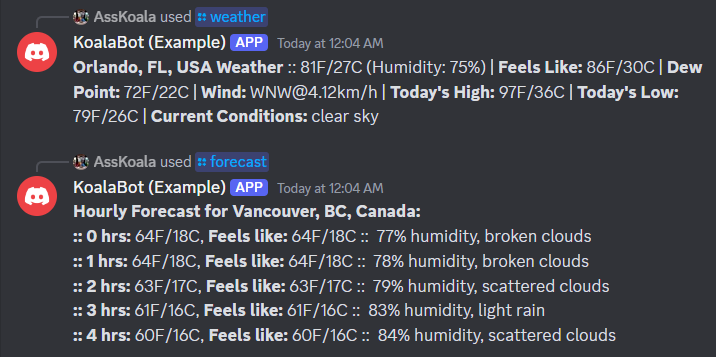 AssKoala used weather
KoalaBot (Example) APP Today at 12:04 AM
Orlando, FL, USA Weather :: 81F/27C (Humidity: 75%) | Feels Like: 86F/30C | Dew
Point: 72F/22C | Wind: WNW@4.12km/h | Today's High: 97F/36C | Today's Low:
79F/26C | Current Conditions: clear sky
AssKoala used forecast
KoalaBot (Example) APP Today at 12:04 AM
Hourly Forecast for Vancouver, BC, Canada:
:: 0 hrs: 64F/18C, Feels like: 64F/18C :: 77% humidity, broken clouds
:: 1 hrs: 64F/18C, Feels like: 64F/18C :: 78% humidity, broken clouds
:: 2 hrs: 63F/17C, Feels like: 63F/17C :: 79% humidity, scattered clouds
:: 3 hrs: 61F/16C, Feels like: 61F/16C :: 83% humidity, light rain
:: 4 hrs: 60F/16C, Feels like: 60F/16C :: 84% humidity, scattered clouds